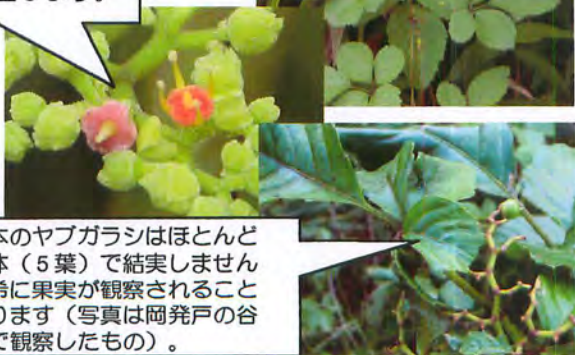 本のヤブガラシはほとんど
体（5葉）で結実しません
希に果実が観察されること
ります（写真は岡発戸の谷
で観察したもの）。